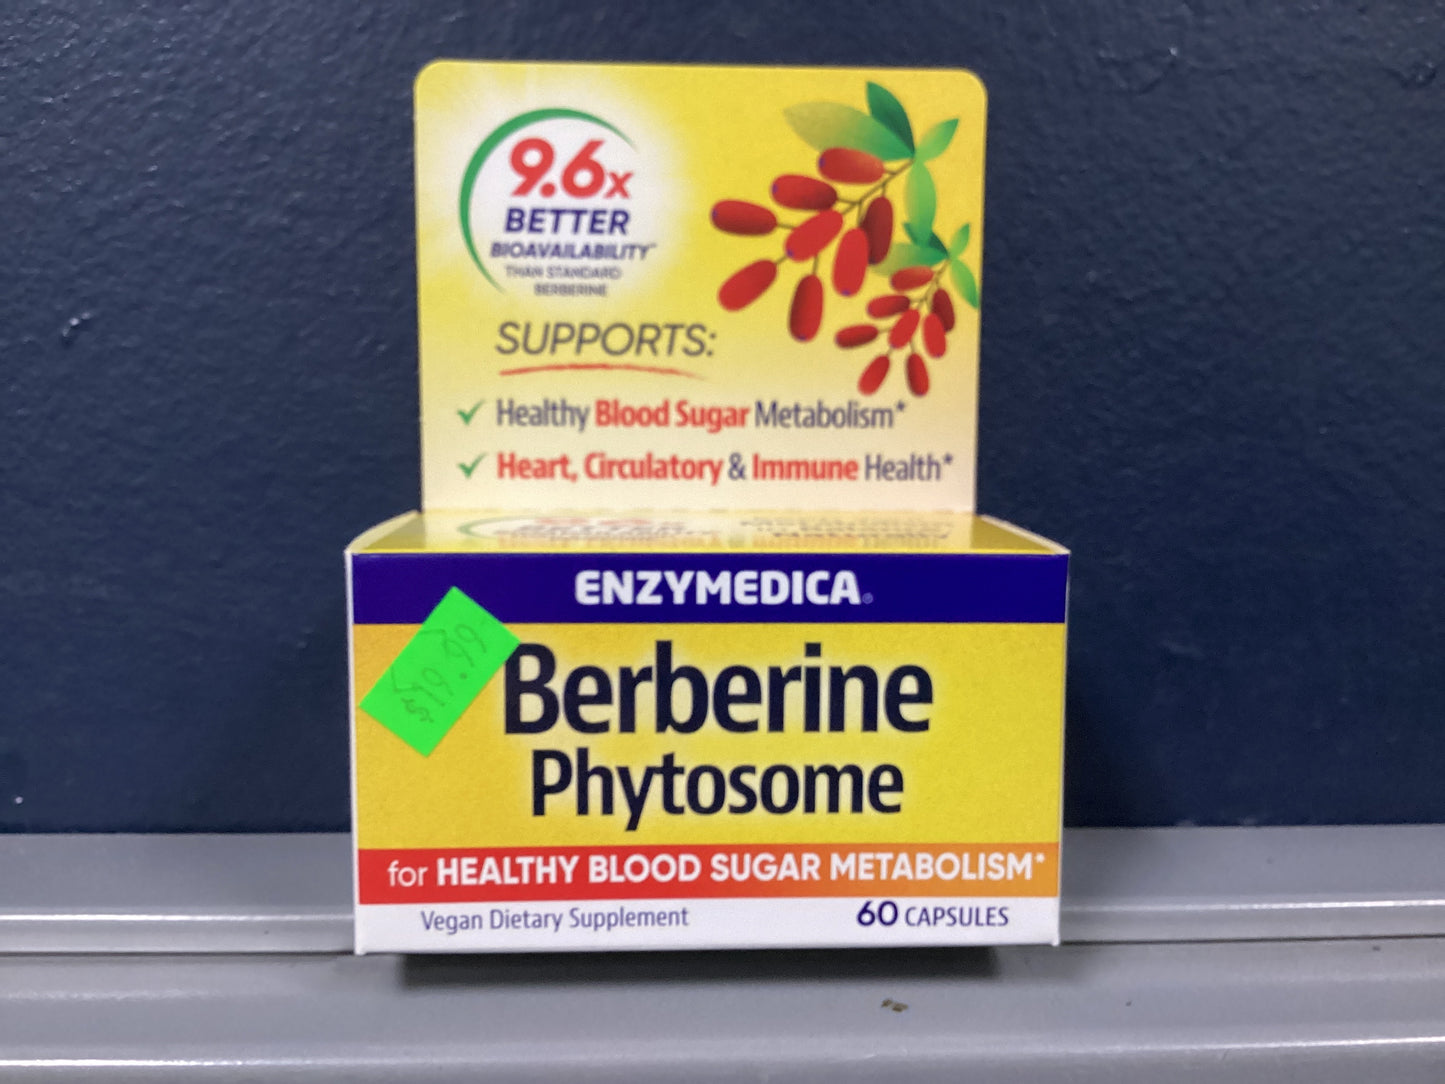 9.6x
BETTER
BIOAVAILABILITY™
THAN STANDARD
BERBERINE
SUPPORTS:
✓ Healthy Blood Sugar Metabolism*
✓ Heart, Circulatory & Immune Health*
ENZYMEDICA®
$19.99
Berberine
Phytosome
for HEALTHY BLOOD SUGAR METABOLISM*
Vegan Dietary Supplement
60 CAPSULES